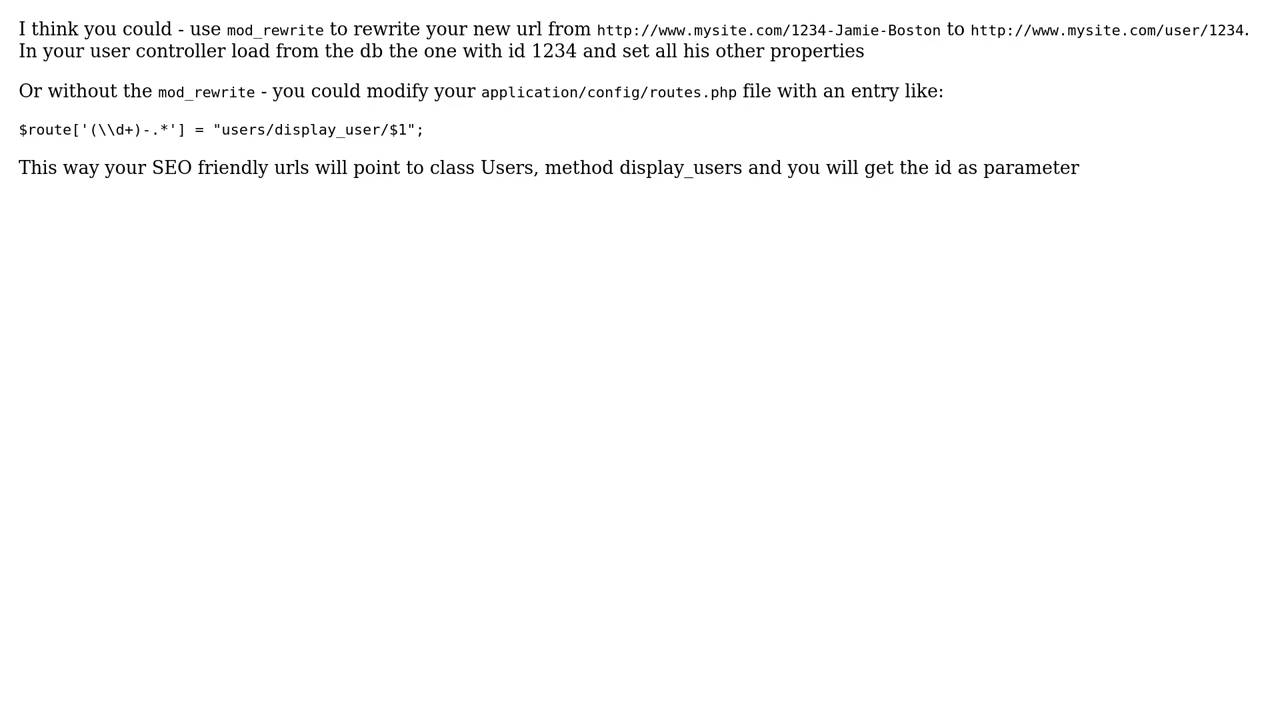 I think you could - use mod_rewrite to rewrite your new url from http://www.mysite.com/1234-Jamie-Boston to http://www.mysite.com/user/1234.
In your user controller load from the db the one with id 1234 and set all his other properties
Or without the mod_rewrite - you could modify your application/config/routes.php file with an entry like:
$route['(\\d+)-.*'] = "users/display_user/$1";
This way your SEO friendly urls will point to class Users, method display_users and you will get the id as parameter